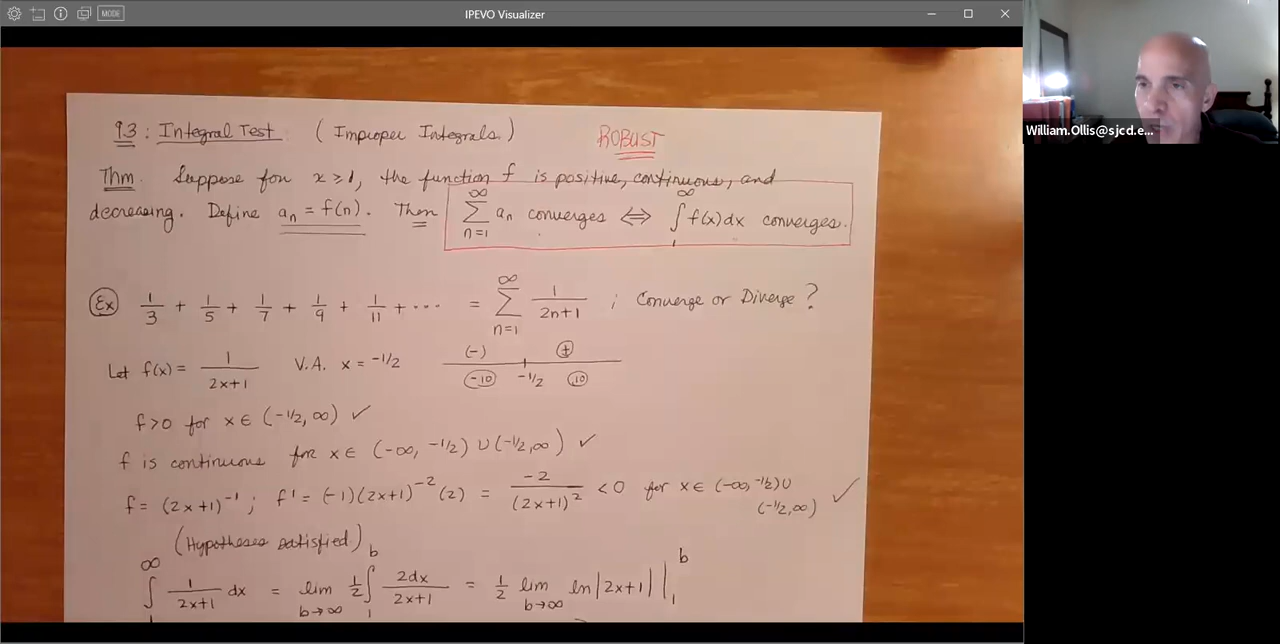 MODE
IPEVO Visualizer
William.Ollis@sjcd.e...
9.3 : Integral Test. ( Improper Integrals )
ROBUST
Thm. Suppose for x ≥ 1, the function f is positive, continuous, and
decreasing. Define aₙ = f(n). Then ∑_{n=1}^{∞} aₙ converges ⇔ ∫_{1}^{∞} f(x)dx converges.
Ex 1/3 + 1/5 + 1/7 + 1/9 + 1/11 + ··· = ∑_{n=1}^{∞} 1/(2n+1) ; Converge or Diverge ?
(-) (+)
Let f(x) = 1/(2x+1) V.A. x = -1/2
-10 -1/2 10
f>0 for x ∈ (-1/2, ∞) ✓
f is continuous for x ∈ (-∞, -1/2) ∪ (-1/2, ∞) ✓
f = (2x+1)⁻¹ ; f' = (-1)(2x+1)⁻²(2) = -2/(2x+1)² < 0 for x ∈ (-∞, -1/2) ∪
(-1/2, ∞) ✓
(Hypotheses satisfied)
∫_{1}^{∞} 1/(2x+1) dx = lim_{b→∞} 1/2 ∫_{1}^{b} 2dx/(2x+1) = 1/2 lim_{b→∞} ln|2x+1| |_{1}^{b}